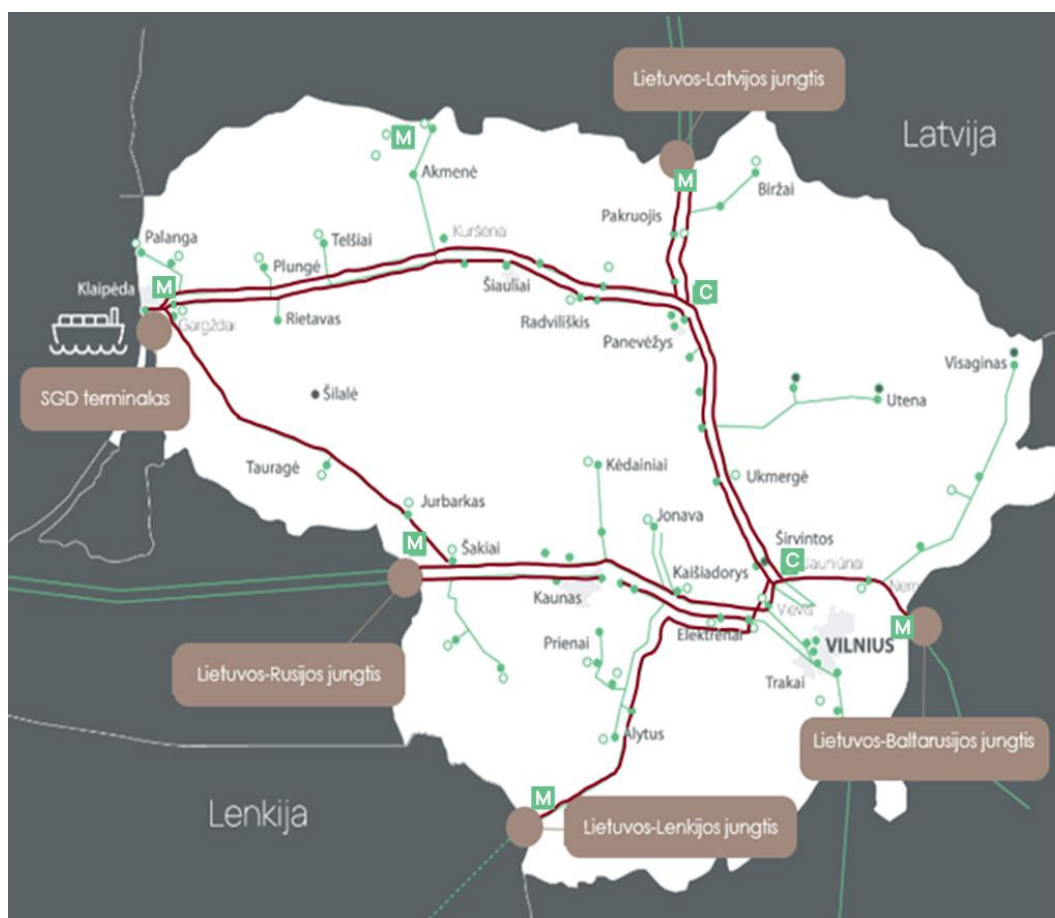 Lietuvos-Latvijos jungtis
Latvija
M
Akmenė
M
Biržai
Pakruojis
Palanga
Telšiai
Kuršėnai
Plungė
Klaipėda
M
Šiauliai
C
Gargždai
Rietavas
Radviliškis
Panevėžys
Visaginas
SGD terminalas
Šilalė
Utena
Tauragė
Kėdainiai
Ukmergė
Jurbarkas
Jonava
M
Šakiai
Širvintos
C
Kaišiadorys
Kaunas
Vievis
M
Elektrėnai
Prienai
VILNIUS
Lietuvos-Rusijos jungtis
Trakai
Alytus
Lietuvos-Baltarusijos jungtis
M
Lenkija
Lietuvos-Lenkijos jungtis